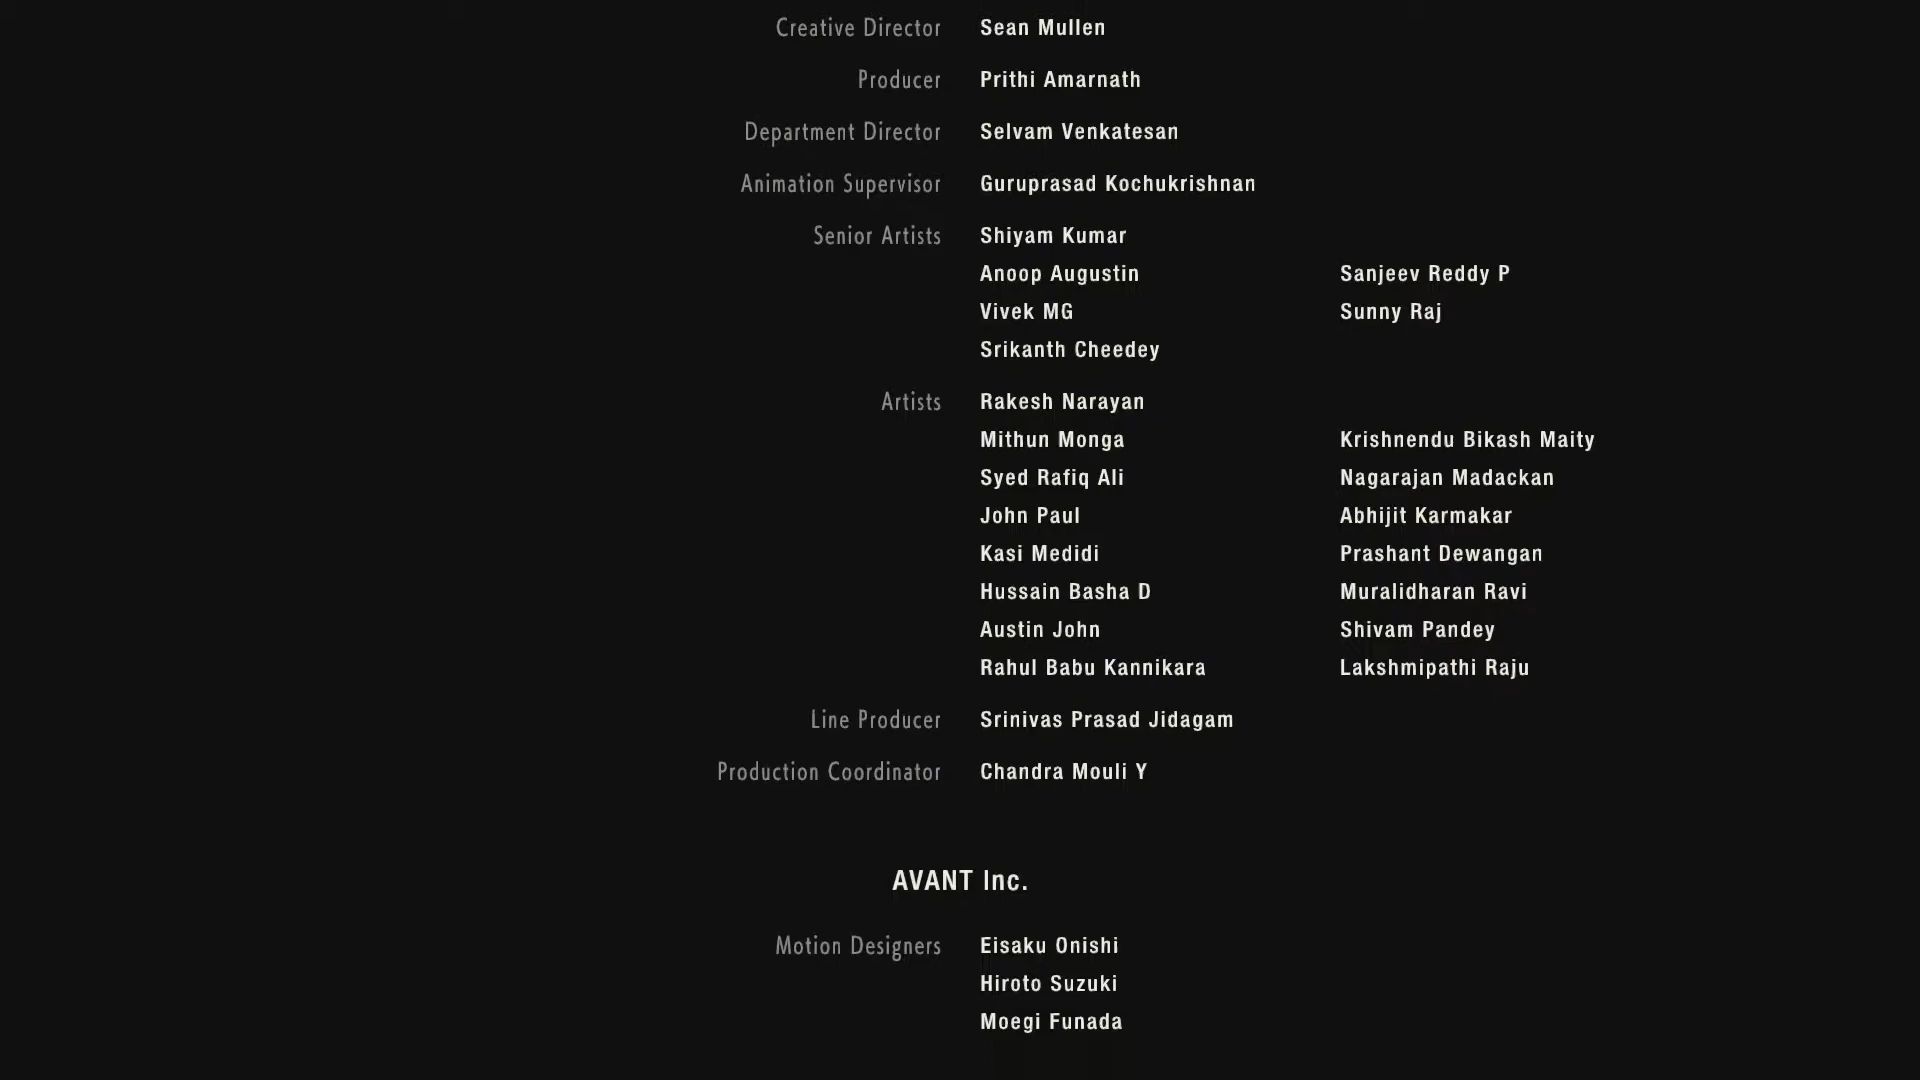 Creative Director Sean Mullen
Producer Prithi Amarnath
Department Director Selvam Venkatesan
Animation Supervisor Guruprasad Kochukrishnan
Senior Artists Shiyam Kumar
Anoop Augustin Sanjeev Reddy P
Vivek MG Sunny Raj
Srikanth Cheedey
Artists Rakesh Narayan
Mithun Monga Krishnendu Bikash Maity
Syed Rafiq Ali Nagarajan Madackan
John Paul Abhijit Karmakar
Kasi Medidi Prashant Dewangan
Hussain Basha D Muralidharan Ravi
Austin John Shivam Pandey
Rahul Babu Kannikara Lakshmipathi Raju
Line Producer Srinivas Prasad Jidagam
Production Coordinator Chandra Mouli Y
AVANT Inc.
Motion Designers Eisaku Onishi
Hiroto Suzuki
Moegi Funada